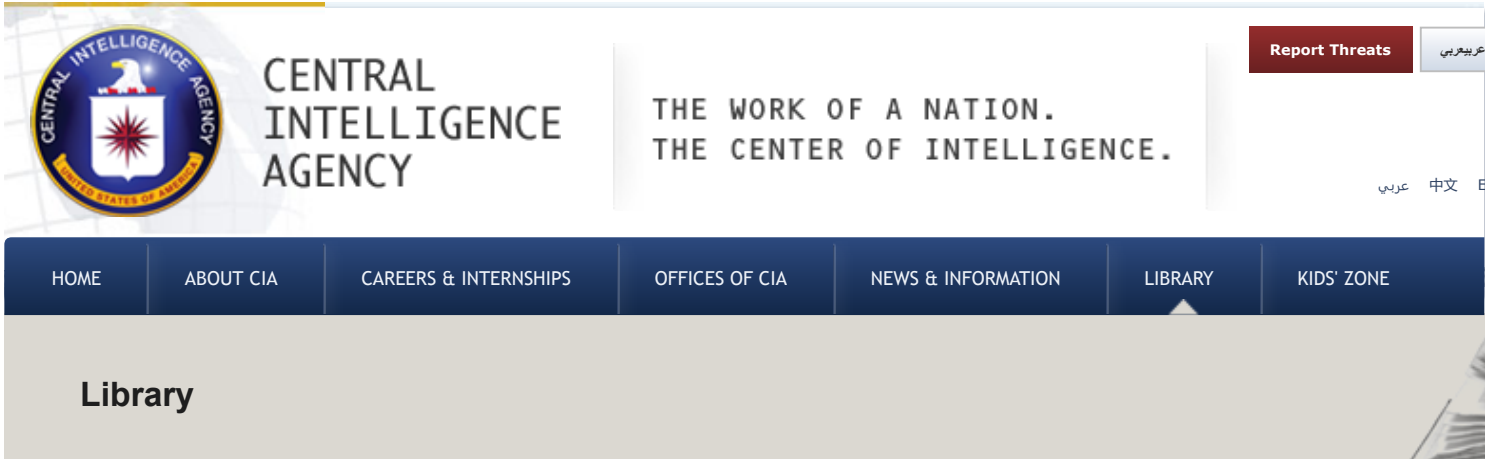 CENTRAL INTELLIGENCE AGENCY
UNITED STATES OF AMERICA
CENTRAL
INTELLIGENCE
AGENCY
THE WORK OF A NATION.
THE CENTER OF INTELLIGENCE.
Report Threats
عربي
中文
HOME
ABOUT CIA
CAREERS & INTERNSHIPS
OFFICES OF CIA
NEWS & INFORMATION
LIBRARY
KIDS' ZONE
Library